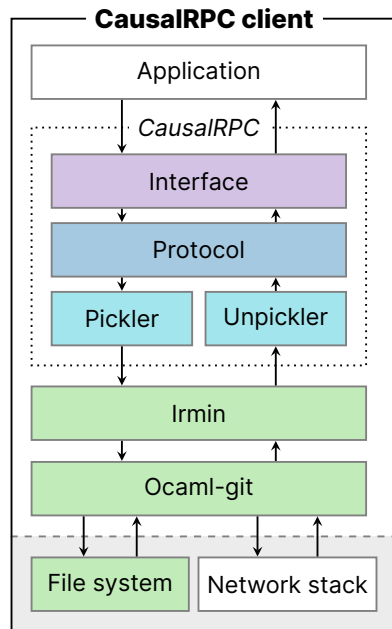 CausalRPC client
Application
CausalRPC
Interface
Protocol
Pickler
Unpickler
Irmin
Ocaml-git
File system
Network stack